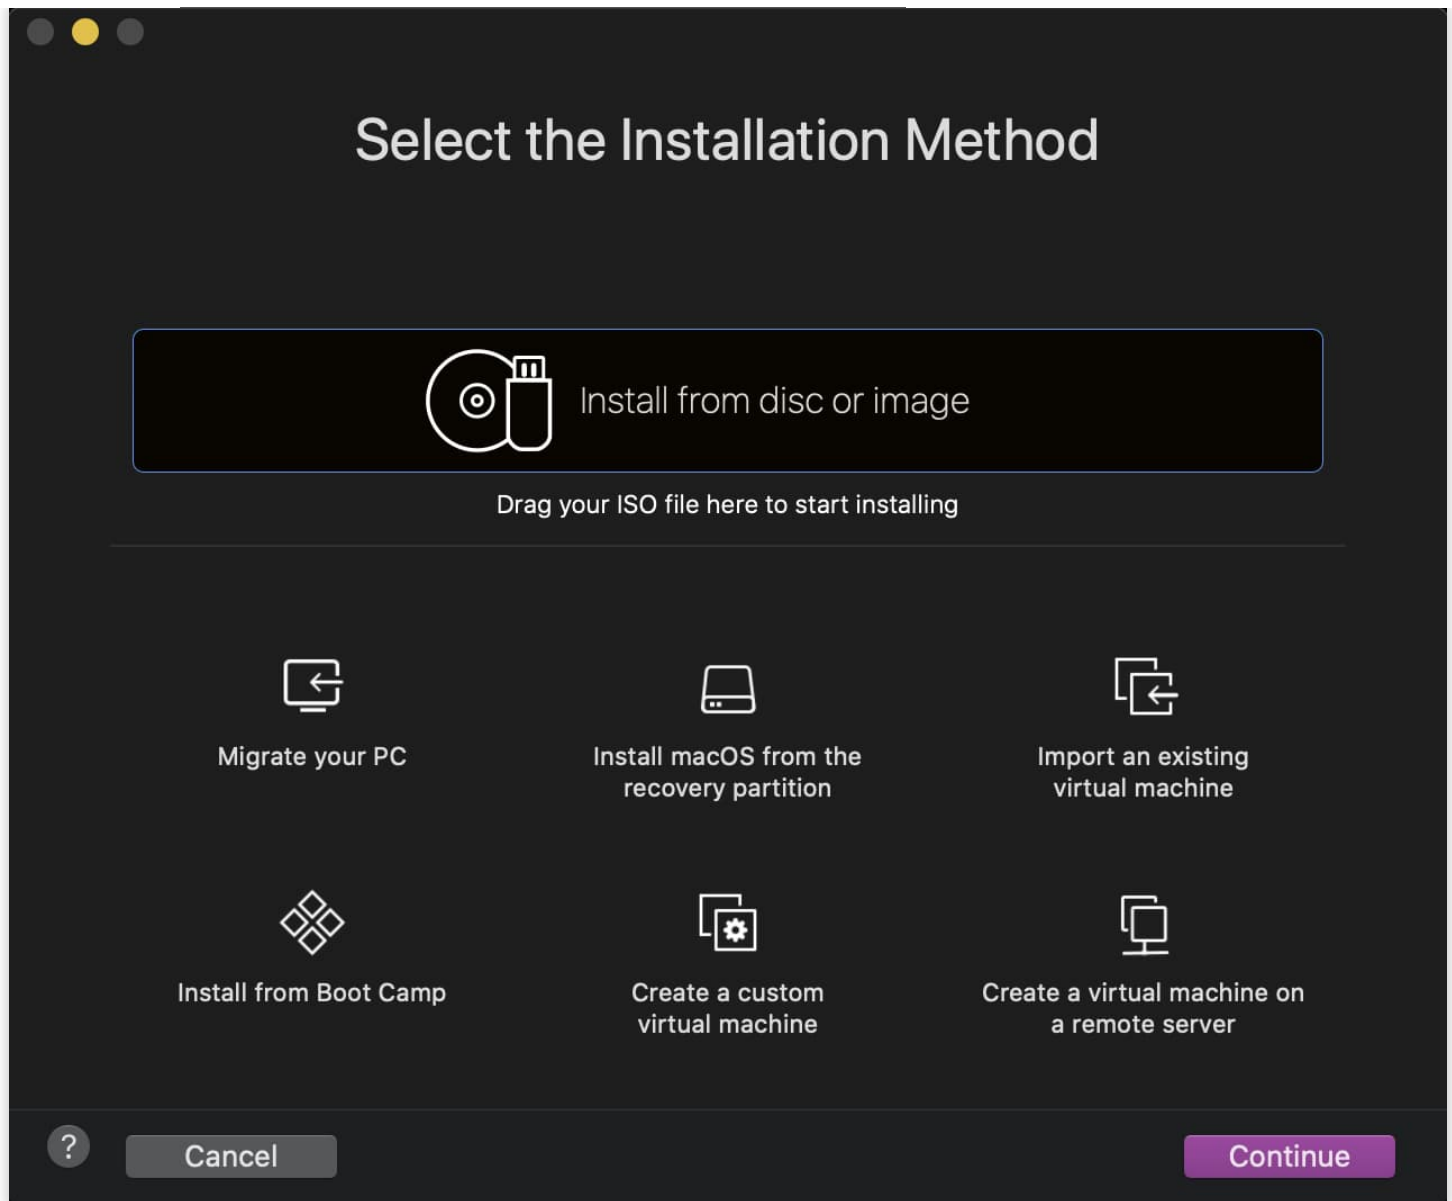 Select the Installation Method
Install from disc or image
Drag your ISO file here to start installing
Migrate your PC
Install macOS from the
recovery partition
Import an existing
virtual machine
Install from Boot Camp
Create a custom
virtual machine
Create a virtual machine on
a remote server
?
Cancel
Continue